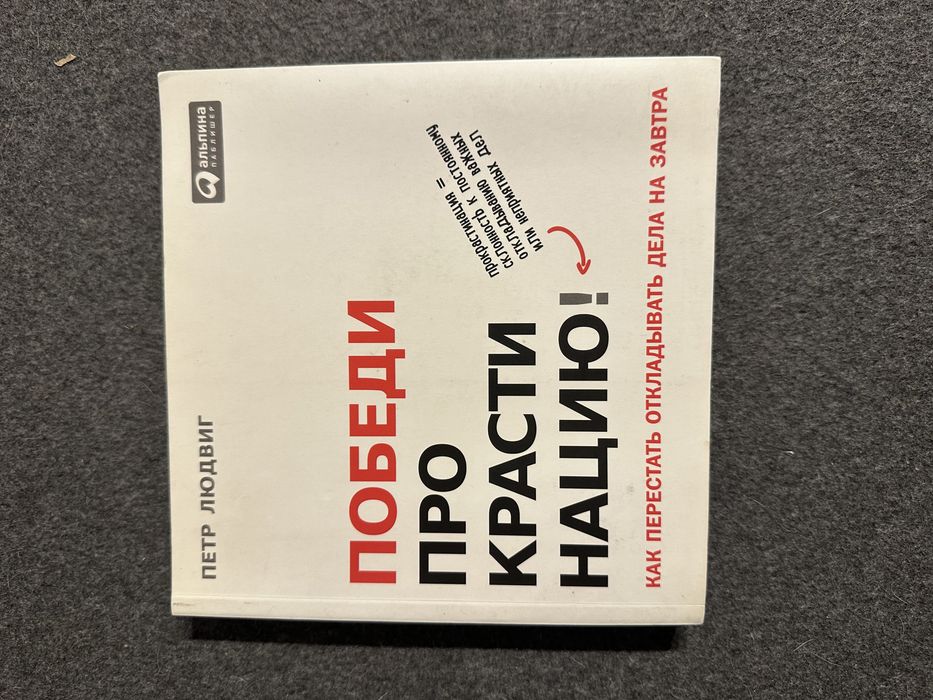 альпина
ПАБЛИШЕР
ПЕТР ЛЮДВИГ
ПОБЕДИ
ПРО
КРАСТИ
НАЦИЮ!
прокрастинация =
склонность к постоянному
откладыванию важных
или неприятных дел
КАК ПЕРЕСТАТЬ ОТКЛАДЫВАТЬ ДЕЛА НА ЗАВТРА